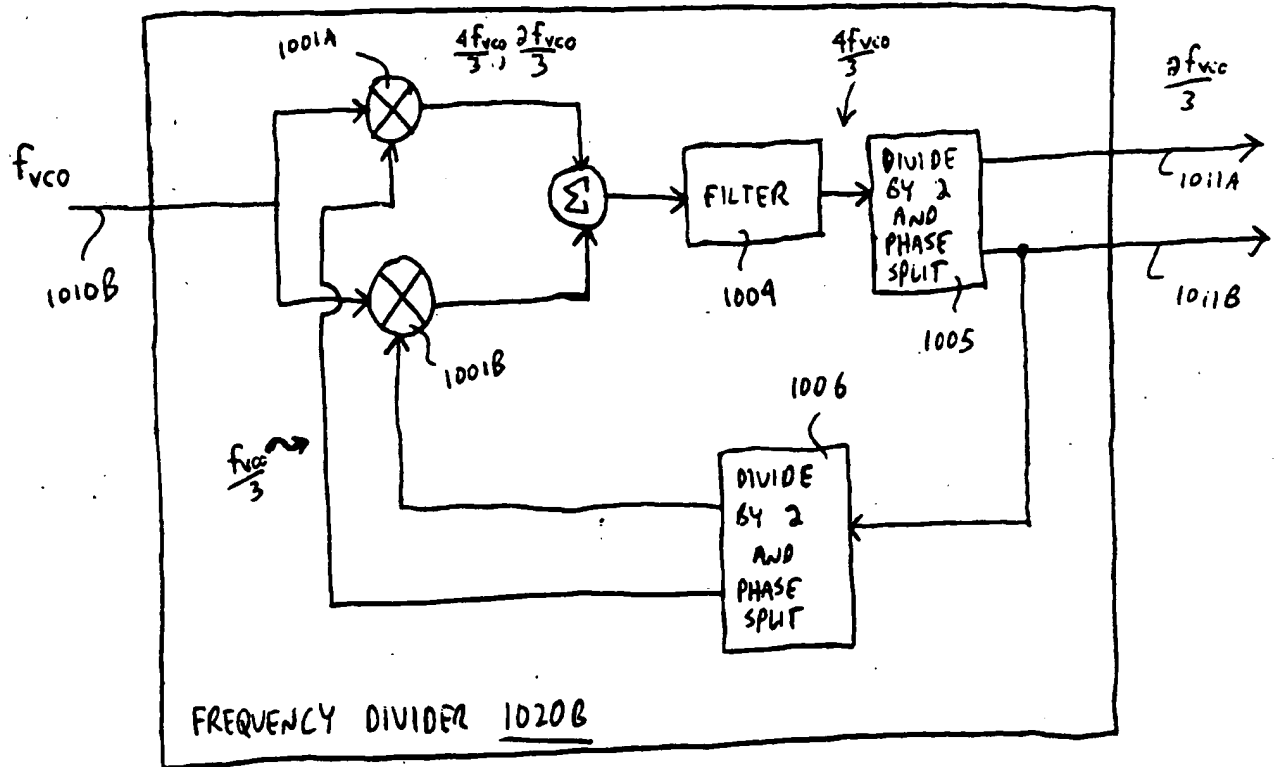 1001A
4fvco/3, 2fvco/3
4fvco/3
2fvco/3
fvco
Σ
FILTER
DIVIDE
BY 2
AND
PHASE
SPLIT
1011A
1010B
1004
1011B
1005
1001B
1006
fvco/3
DIVIDE
BY 2
AND
PHASE
SPLIT
FREQUENCY DIVIDER 1020B